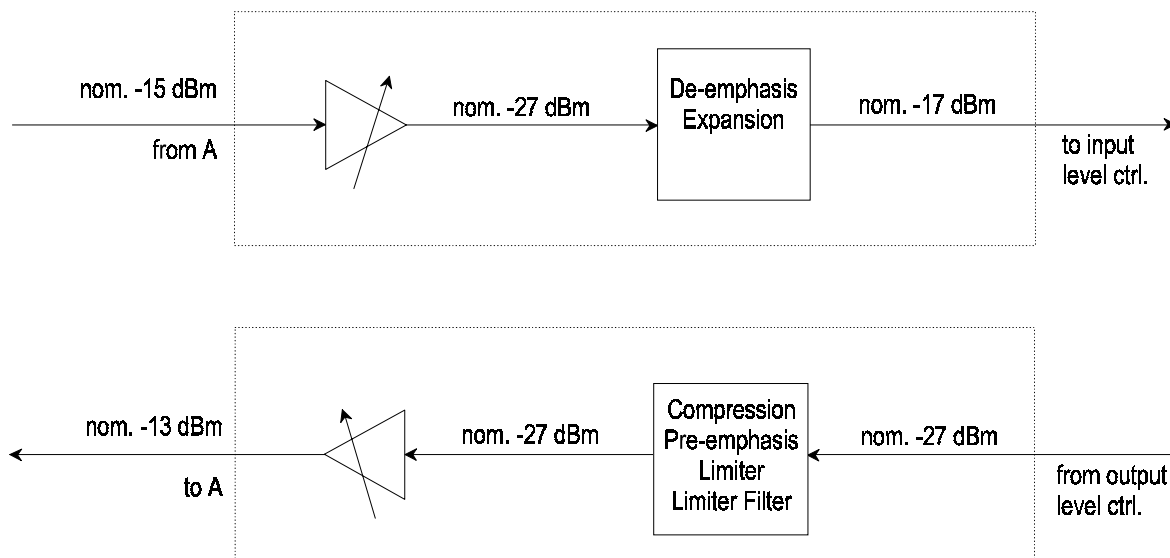 nom. -15 dBm
from A
nom. -27 dBm
De-emphasis
Expansion
nom. -17 dBm
to input
level ctrl.
nom. -13 dBm
to A
nom. -27 dBm
Compression
Pre-emphasis
Limiter
Limiter Filter
nom. -27 dBm
from output
level ctrl.